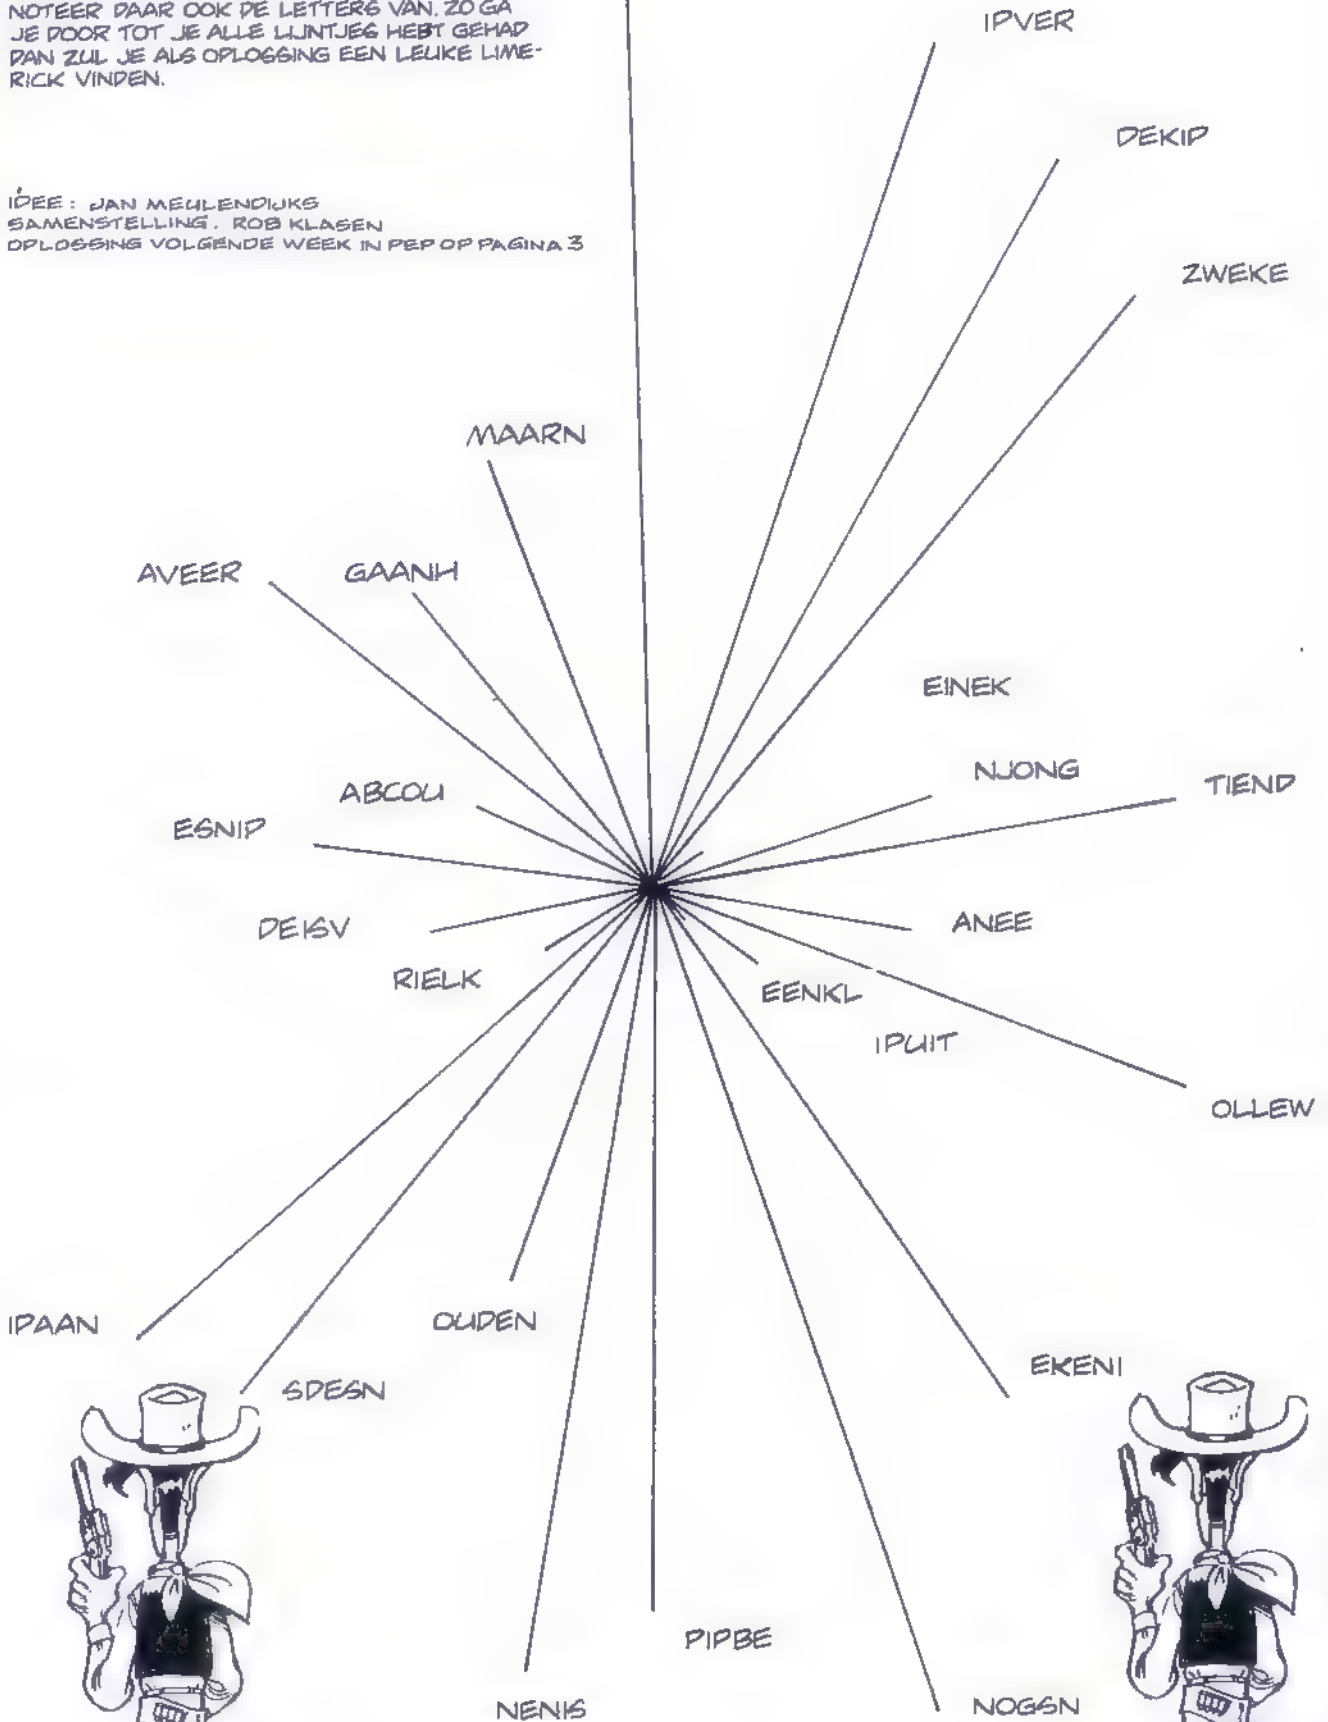 NOTEER DAAR OOK DE LETTERS VAN. ZO GA
JE DOOR TOT JE ALLE LIJNTJES HEBT GEHAD
DAN ZUL JE ALS OPLOSSING EEN LEUKE LIME-
RICK VINDEN.
IDEE: JAN MEULENDIJKS
SAMENSTELLING. ROB KLASEN
OPLOSSING VOLGENDE WEEK IN PEP OP PAGINA 3
IPVER
DEKIP
ZWEKE
MAARN
AVEER
GAANH
EINEK
NJONG
TIEND
ABCOU
ESNIP
DEISV
ANEE
RIELK
EENKL
IPUIT
OLLEW
IPAAN
OUDEN
EKENI
SDESN
PIPBE
NENIS
NOGSN